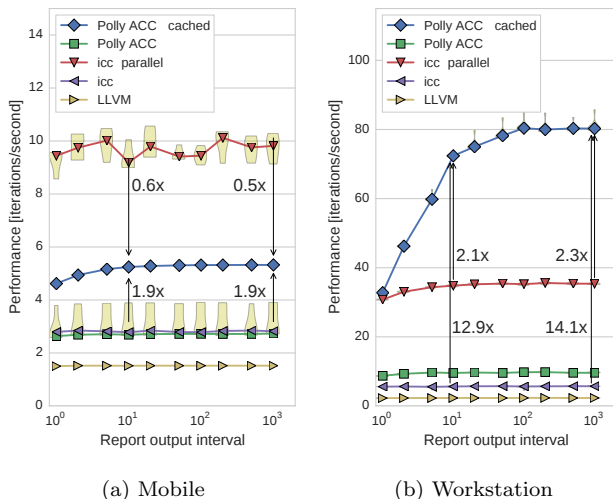 Performance [iterations/second]
14
12
10
8
6
4
2
0
Polly ACC cached
Polly ACC
icc parallel
icc
LLVM
0.6x
0.5x
1.9x
1.9x
10^0
10^1
10^2
10^3
Report output interval
(a) Mobile
Performance [iterations/second]
100
80
60
40
20
0
Polly ACC cached
Polly ACC
icc parallel
icc
LLVM
2.1x
2.3x
12.9x
14.1x
10^0
10^1
10^2
10^3
Report output interval
(b) Workstation